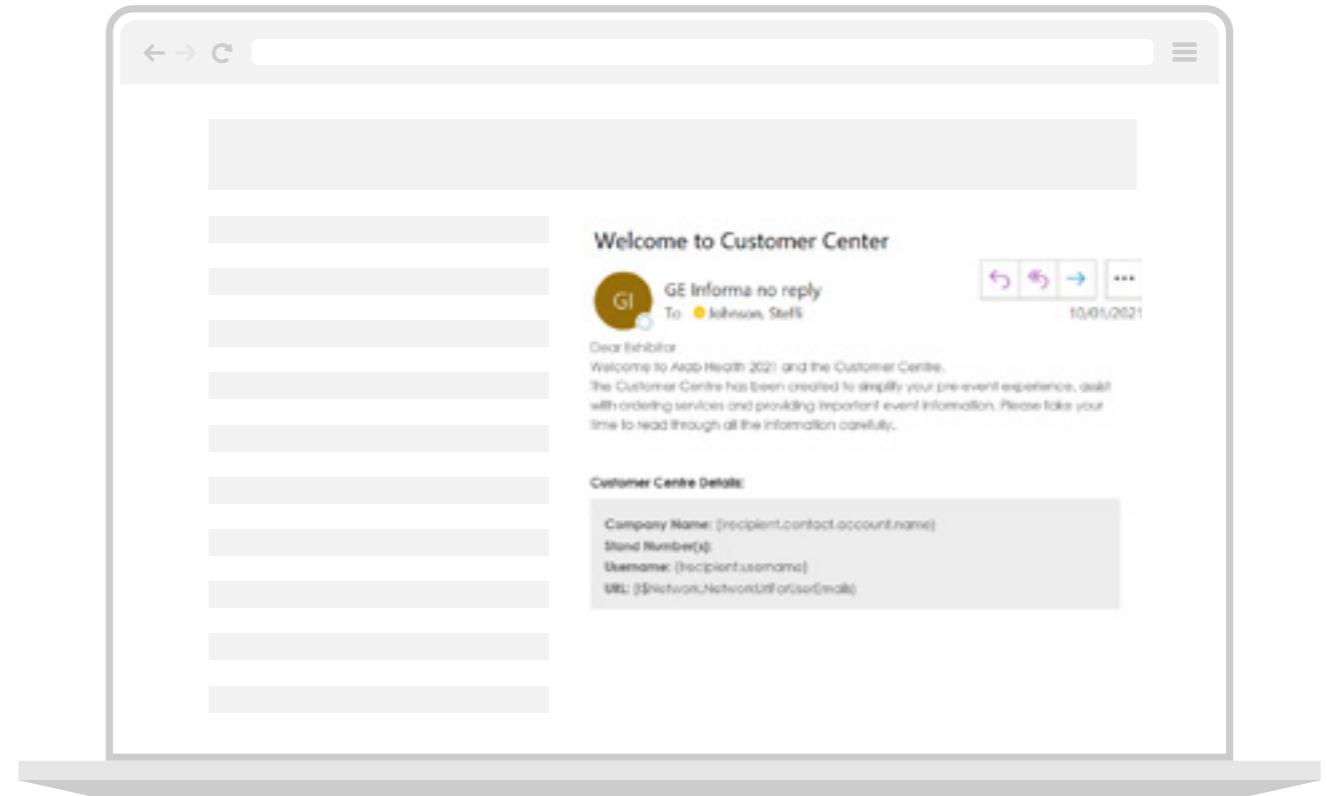 Welcome to Customer Center
GI
GE Informa no reply
To Johnson, Steffi
10/01/2021
Dear Exhibitor
Welcome to Arab Health 2021 and the Customer Centre.
The Customer Centre has been created to simplify your pre-event experience, assist
with ordering services and providing important event information. Please take your
time to read through all the information carefully.
Customer Centre Details:
Company Name: {!recipient.contact.account.name}
Stand Number(s):
Username: {!recipient.username}
URL: {!$Network.NetworkUrlForUserEmails}